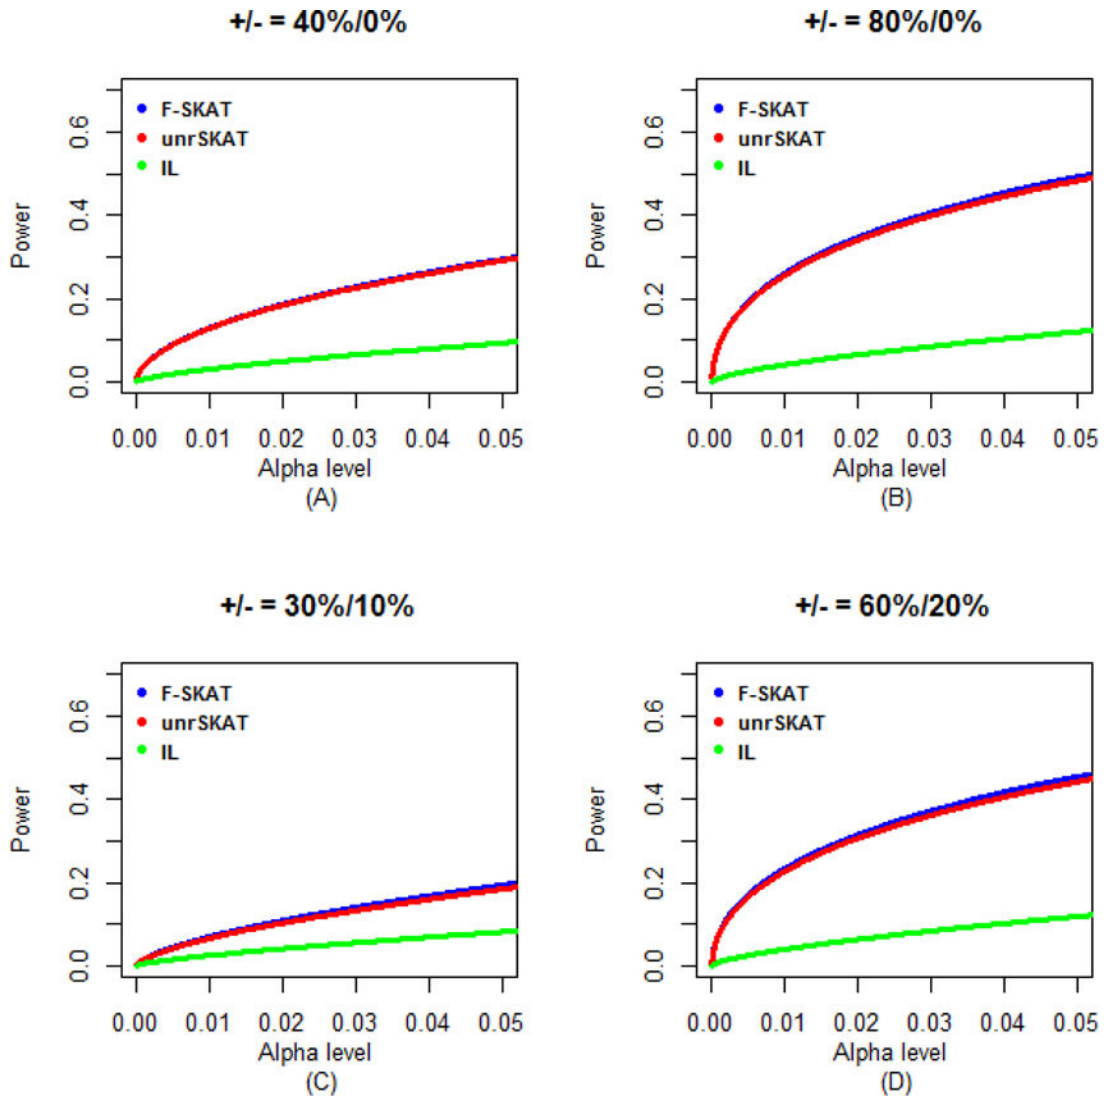 +/- = 40%/0%
F-SKAT
unrSKAT
IL
Power
0.0 0.2 0.4 0.6
0.00 0.01 0.02 0.03 0.04 0.05
Alpha level
(A)
+/- = 80%/0%
F-SKAT
unrSKAT
IL
Power
0.0 0.2 0.4 0.6
0.00 0.01 0.02 0.03 0.04 0.05
Alpha level
(B)
+/- = 30%/10%
F-SKAT
unrSKAT
IL
Power
0.0 0.2 0.4 0.6
0.00 0.01 0.02 0.03 0.04 0.05
Alpha level
(C)
+/- = 60%/20%
F-SKAT
unrSKAT
IL
Power
0.0 0.2 0.4 0.6
0.00 0.01 0.02 0.03 0.04 0.05
Alpha level
(D)